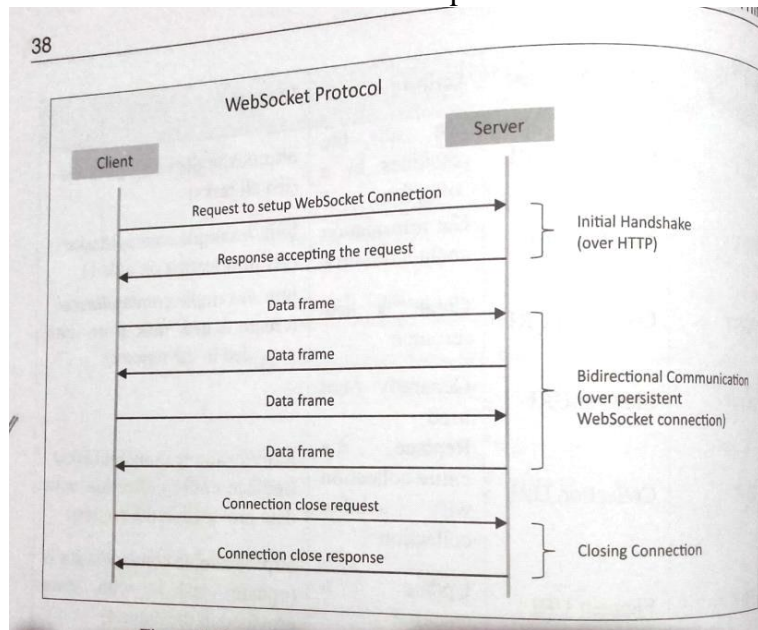 38
WebSocket Protocol
Client
Server
Request to setup WebSocket Connection
Response accepting the request
Initial Handshake
(over HTTP)
Data frame
Data frame
Data frame
Data frame
Bidirectional Communication
(over persistent
WebSocket connection)
Connection close request
Connection close response
Closing Connection